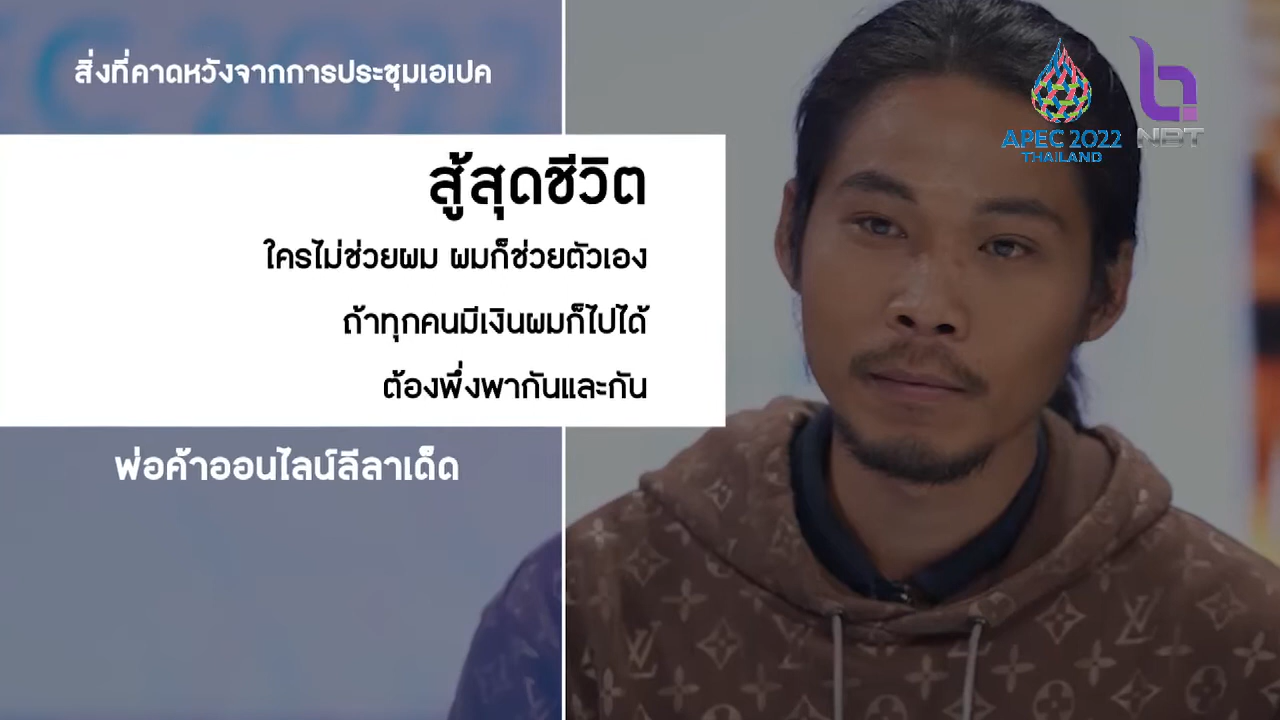 สิ่งที่คาดหวังจากการประชุมเอเปค
APEC 2022
THAILAND
NBT
สู้สุดชีวิต
ใครไม่ช่วยผม ผมก็ช่วยตัวเอง
ถ้าทุกคนมีเงินผมก็ไปได้
ต้องพึ่งพากันและกัน
พ่อค้าออนไลน์ลีลาเด็ด